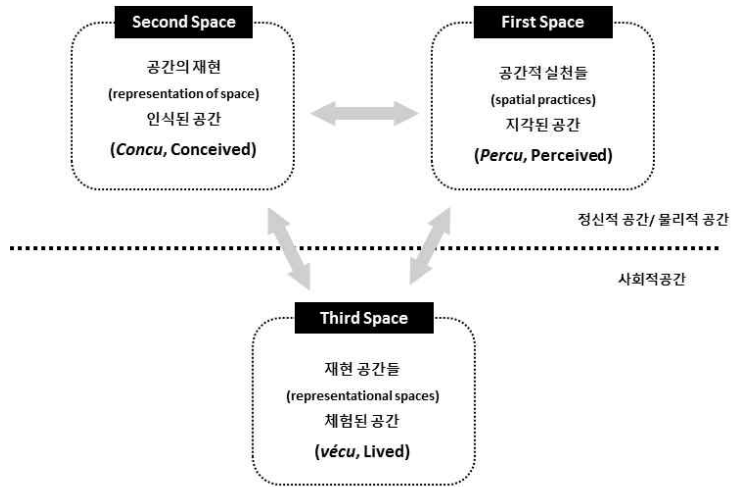 Second Space
공간의 재현
(representation of space)
인식된 공간
(Concu, Conceived)
First Space
공간적 실천들
(spatial practices)
지각된 공간
(Percu, Perceived)
정신적 공간/ 물리적 공간
사회적공간
Third Space
재현 공간들
(representational spaces)
체험된 공간
(vécu, Lived)